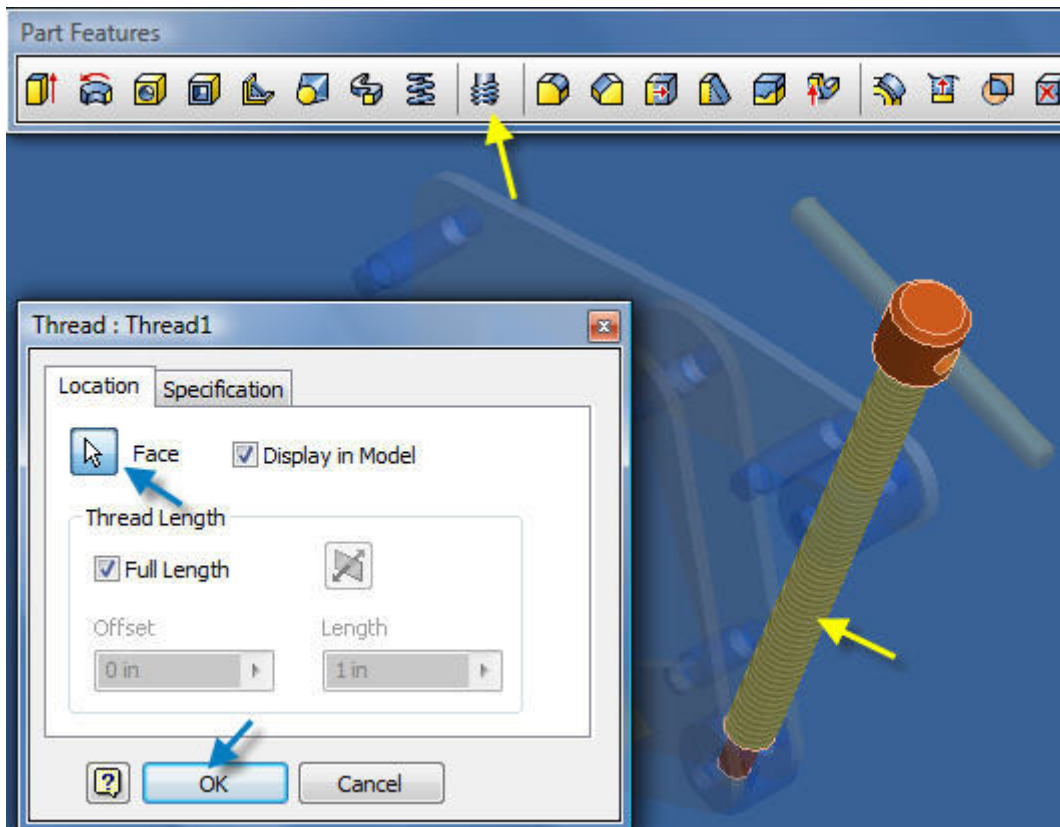 Part Features
Thread : Thread1
Location Specification
Face Display in Model
Thread Length
Full Length
Offset Length
0 in 1 in
? OK Cancel